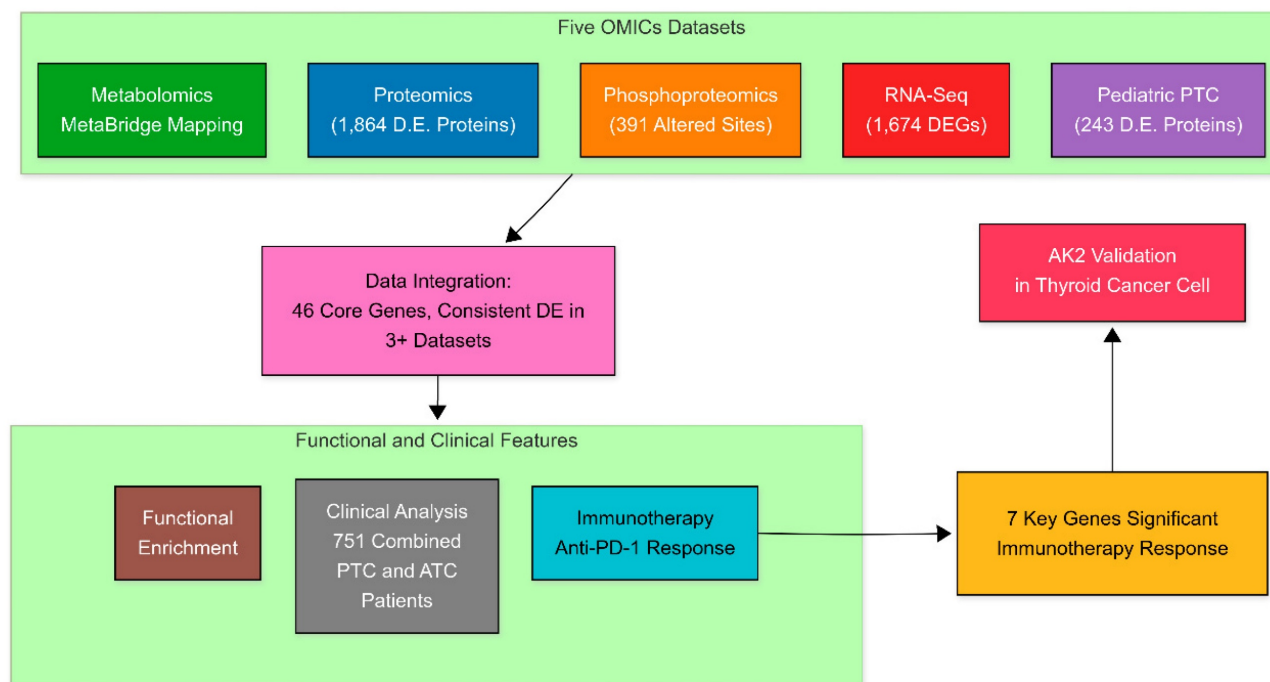 Five OMICs Datasets
Metabolomics
MetaBridge Mapping
Proteomics
(1,864 D.E. Proteins)
Phosphoproteomics
(391 Altered Sites)
RNA-Seq
(1,674 DEGs)
Pediatric PTC
(243 D.E. Proteins)
Data Integration:
46 Core Genes, Consistent DE in
3+ Datasets
AK2 Validation
in Thyroid Cancer Cell
Functional and Clinical Features
Functional
Enrichment
Clinical Analysis
751 Combined
PTC and ATC
Patients
Immunotherapy
Anti-PD-1 Response
7 Key Genes Significant
Immunotherapy Response